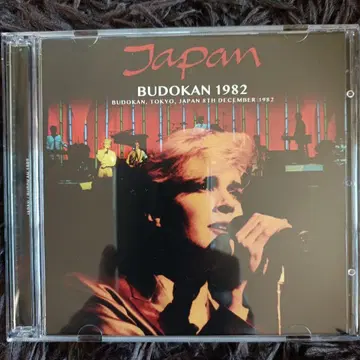 Japan
BUDOKAN 1982
BUDOKAN, TOKYO, JAPAN 8TH DECEMBER 1982